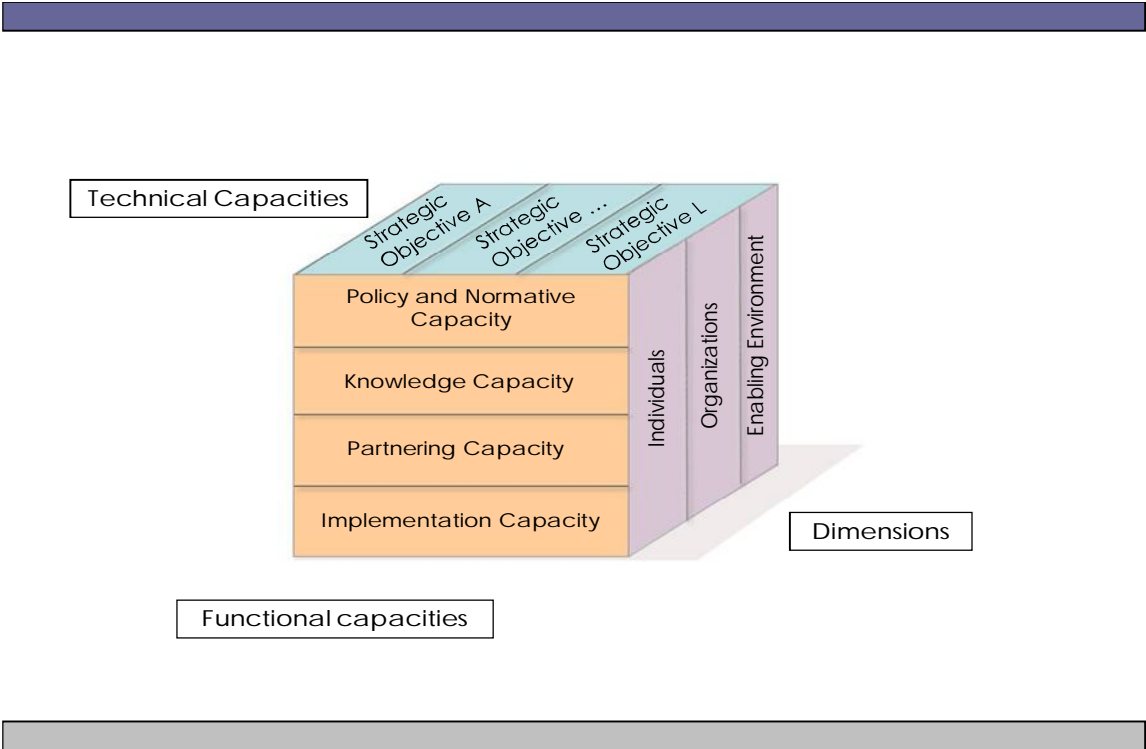 Technical Capacities
Strategic
Objective A
Strategic
Objective ...
Strategic
Objective L
Policy and Normative
Capacity
Knowledge Capacity
Partnering Capacity
Implementation Capacity
Individuals
Organizations
Enabling Environment
Dimensions
Functional capacities